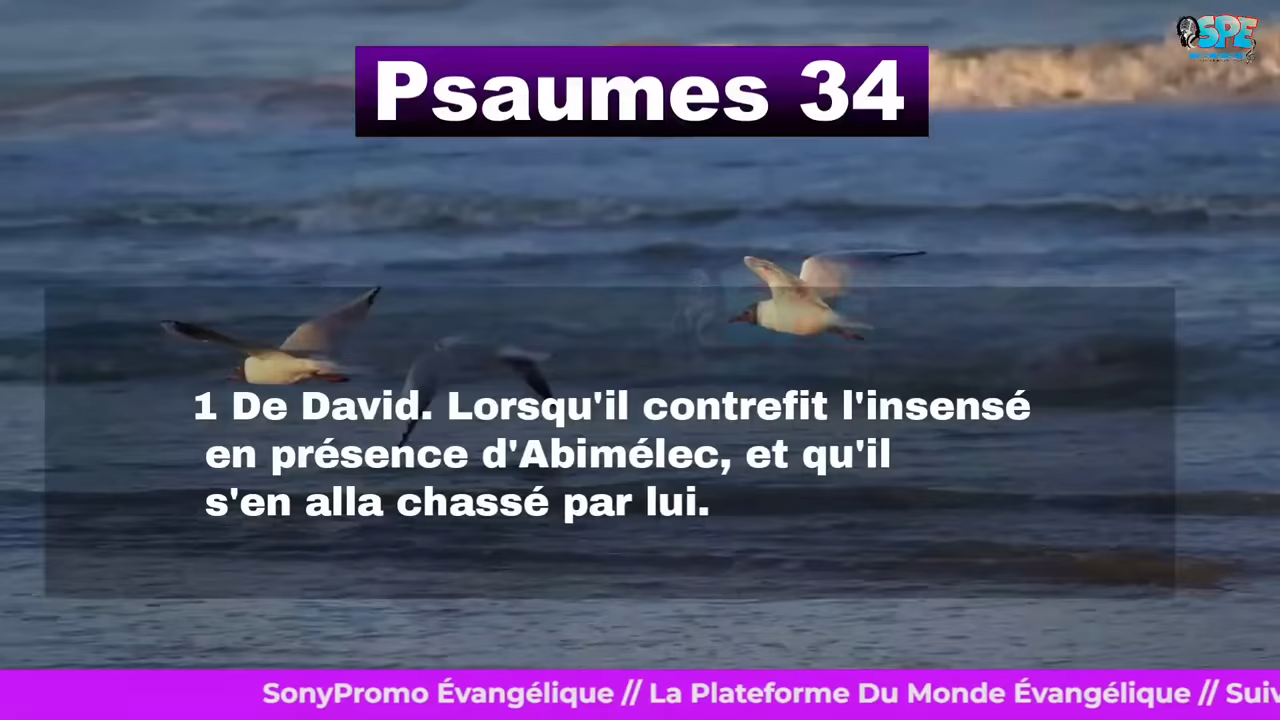 SPE
Psaumes 34
1 De David. Lorsqu'il contrefit l'insensé
en présence d'Abimélec, et qu'il
s'en alla chassé par lui.
SonyPromo Évangélique // La Plateforme Du Monde Évangélique // Suiv